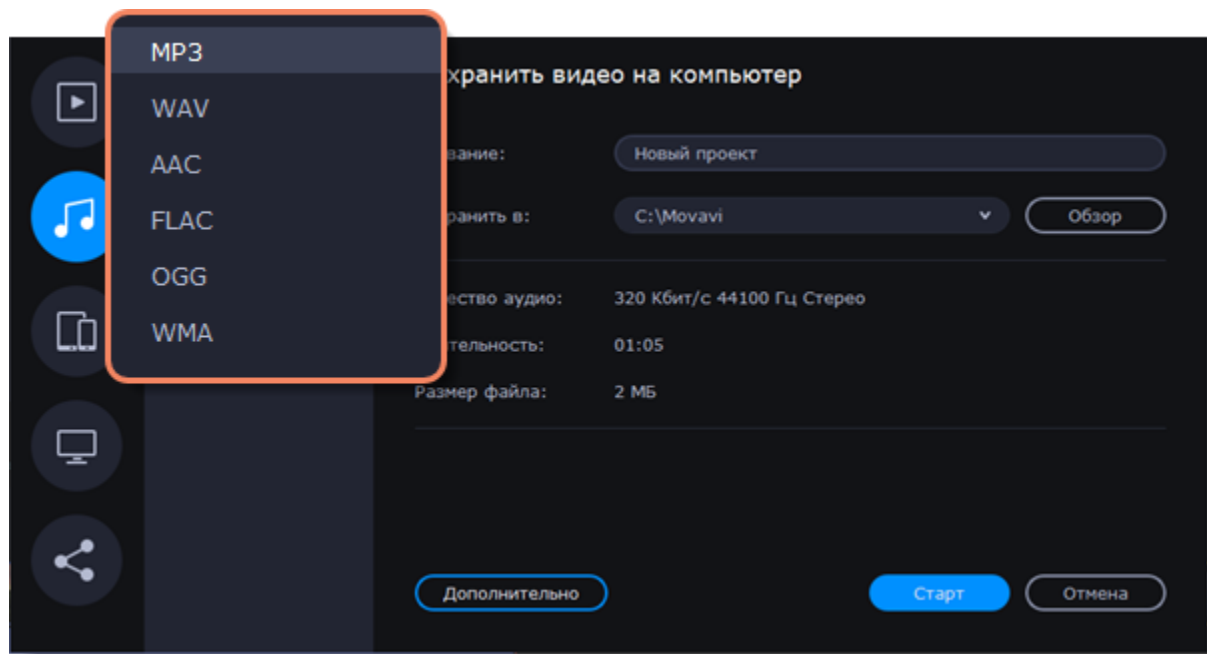 MP3
WAV
AAC
FLAC
OGG
WMA
хранить видео на компьютер
вание: Новый проект
ранить в: C:\Movavi Обзор
ество аудио: 320 Кбит/с 44100 Гц Стерео
тельность: 01:05
Размер файла: 2 МБ
Дополнительно Старт Отмена